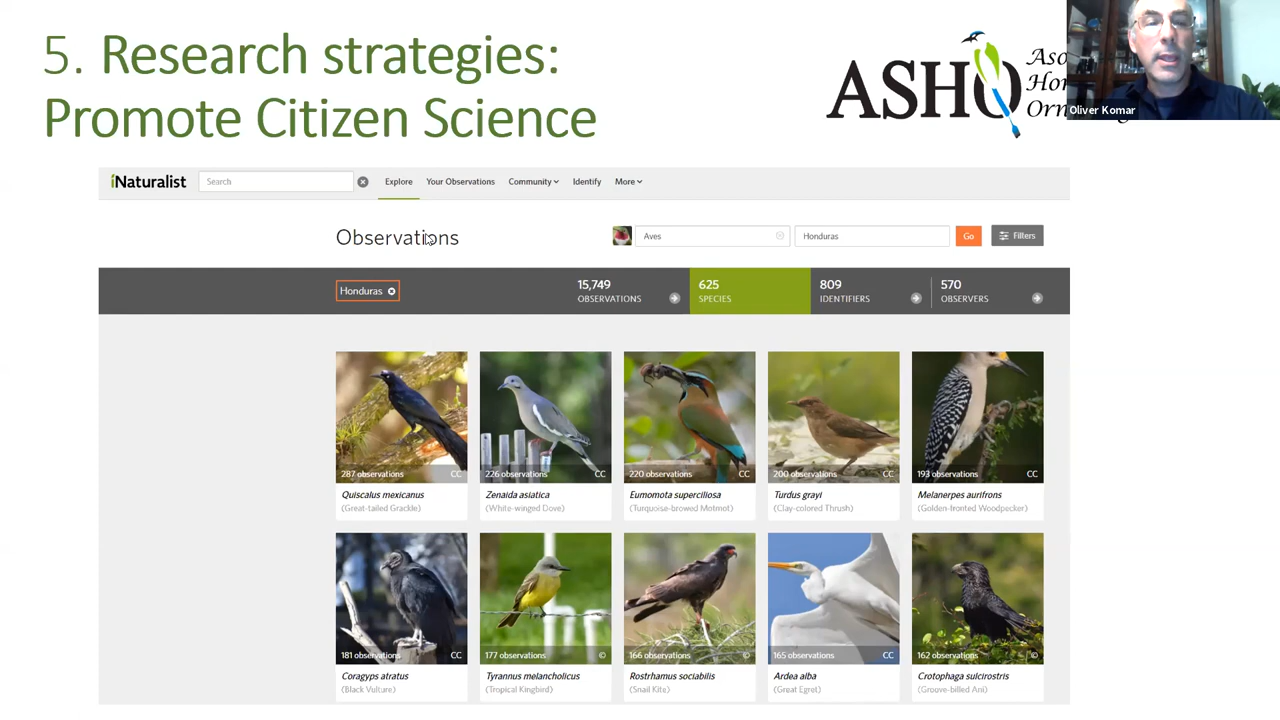 5. Research strategies:
Promote Citizen Science
ASHO
Aso
Ho
Orn
Oliver Komar
iNaturalist
Search
Explore
Your Observations
Community
Identify
More
Observations
Aves
Honduras
Go
Filters
Honduras
15,749
OBSERVATIONS
625
SPECIES
809
IDENTIFIERS
570
OBSERVERS
287 observations CC
226 observations CC
220 observations CC
200 observations CC
193 observations CC
Quiscalus mexicanus
(Great-tailed Grackle)
Zenaida asiatica
(White-winged Dove)
Eumomota superciliosa
(Turquoise-browed Motmot)
Turdus grayi
(Clay-colored Thrush)
Melanerpes aurifrons
(Golden-fronted Woodpecker)
181 observations CC
177 observations ©
166 observations ©
165 observations CC
162 observations ©
Coragyps atratus
(Black Vulture)
Tyrannus melancholicus
(Tropical Kingbird)
Rostrhamus sociabilis
(Snail Kite)
Ardea alba
(Great Egret)
Crotophaga sulcirostris
(Groove-billed Ani)